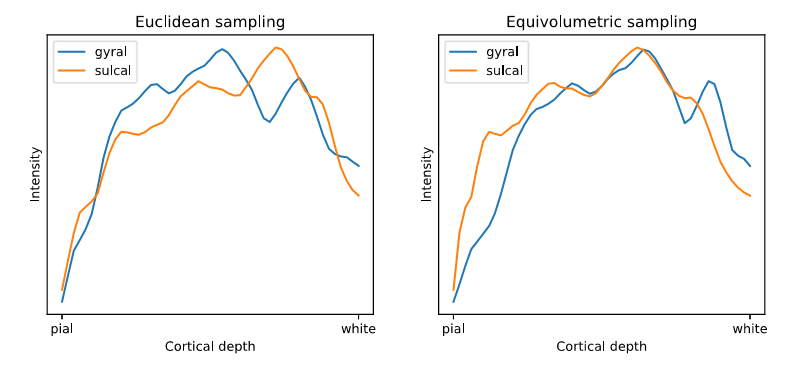 Euclidean sampling
gyral
sulcal
Intensity
pial
white
Cortical depth
Equivolumetric sampling
gyral
sulcal
Intensity
pial
white
Cortical depth